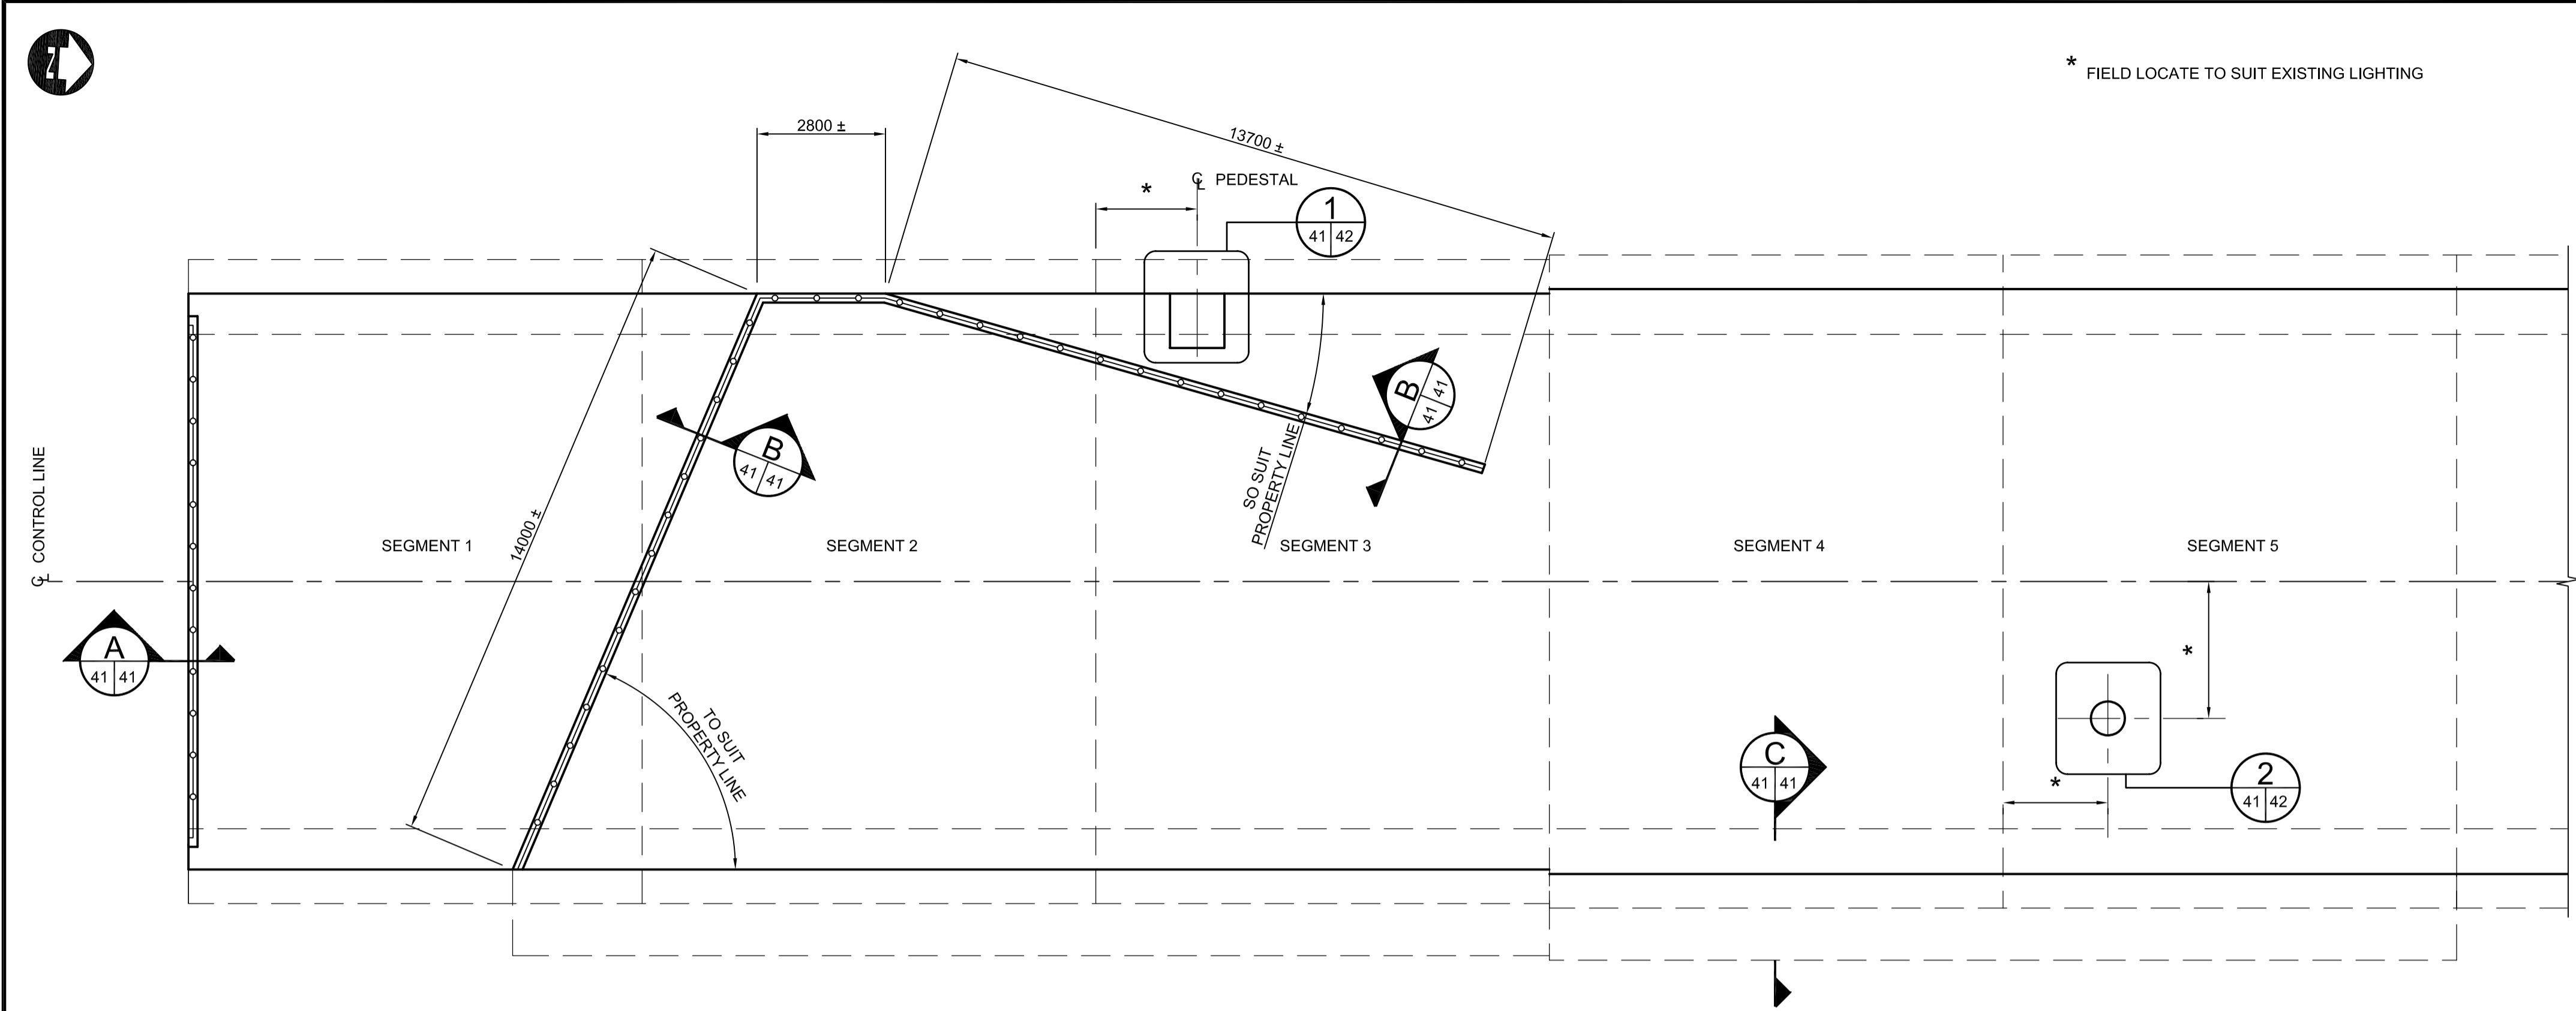 N
* FIELD LOCATE TO SUIT EXISTING LIGHTING
2800 ±
13700 ±
*
℄ PEDESTAL
1
41 42
B
41 41
B
41 41
14000 ±
SO SUIT
PROPERTY LINE
℄ CONTROL LINE
SEGMENT 1
SEGMENT 2
SEGMENT 3
SEGMENT 4
SEGMENT 5
A
41 41
*
TO SUIT
PROPERTY LINE
C
41 41
*
2
41 42